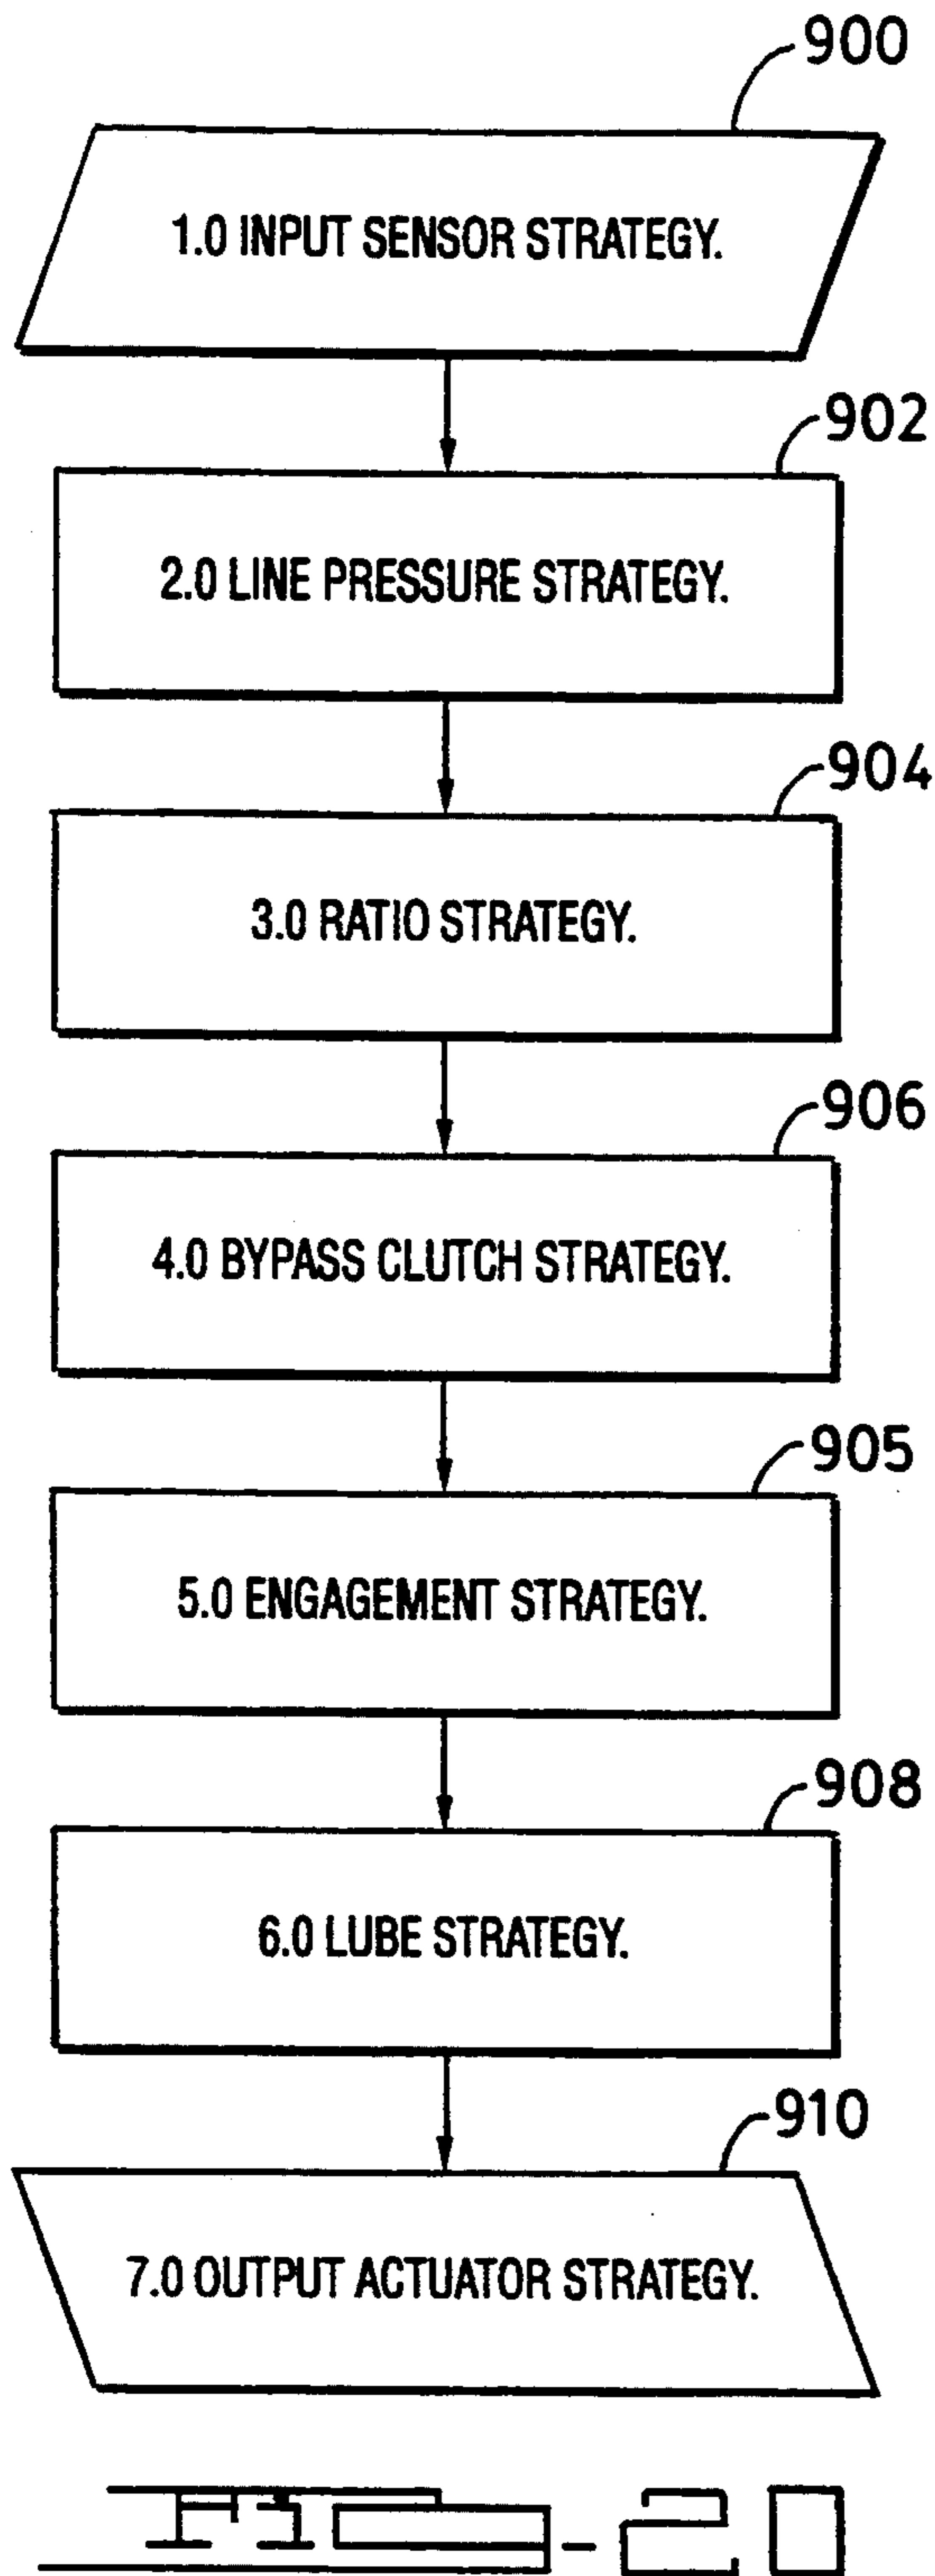 900
1.0 INPUT SENSOR STRATEGY.
902
2.0 LINE PRESSURE STRATEGY.
904
3.0 RATIO STRATEGY.
906
4.0 BYPASS CLUTCH STRATEGY.
905
5.0 ENGAGEMENT STRATEGY.
908
6.0 LUBE STRATEGY.
910
7.0 OUTPUT ACTUATOR STRATEGY.
FIG-20